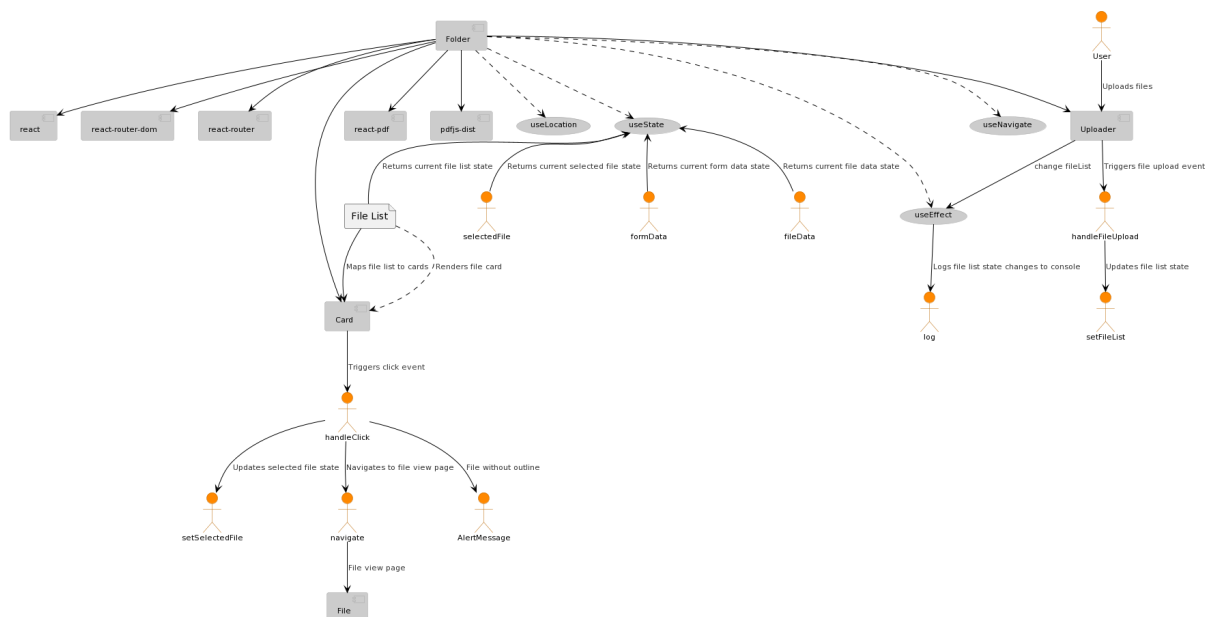 Folder
User
Uploads files
react
react-router-dom
react-router
react-pdf
pdfjs-dist
useLocation
useState
useNavigate
Uploader
Returns current file list state
Returns current selected file state
Returns current form data state
Returns current file data state
change fileList
Triggers file upload event
File List
selectedFile
formData
fileData
useEffect
handleFileUpload
Maps file list to cards
Renders file card
Logs file list state changes to console
Updates file list state
Card
log
setFileList
Triggers click event
handleClick
Updates selected file state
Navigates to file view page
File without outline
setSelectedFile
navigate
AlertMessage
File view page
File